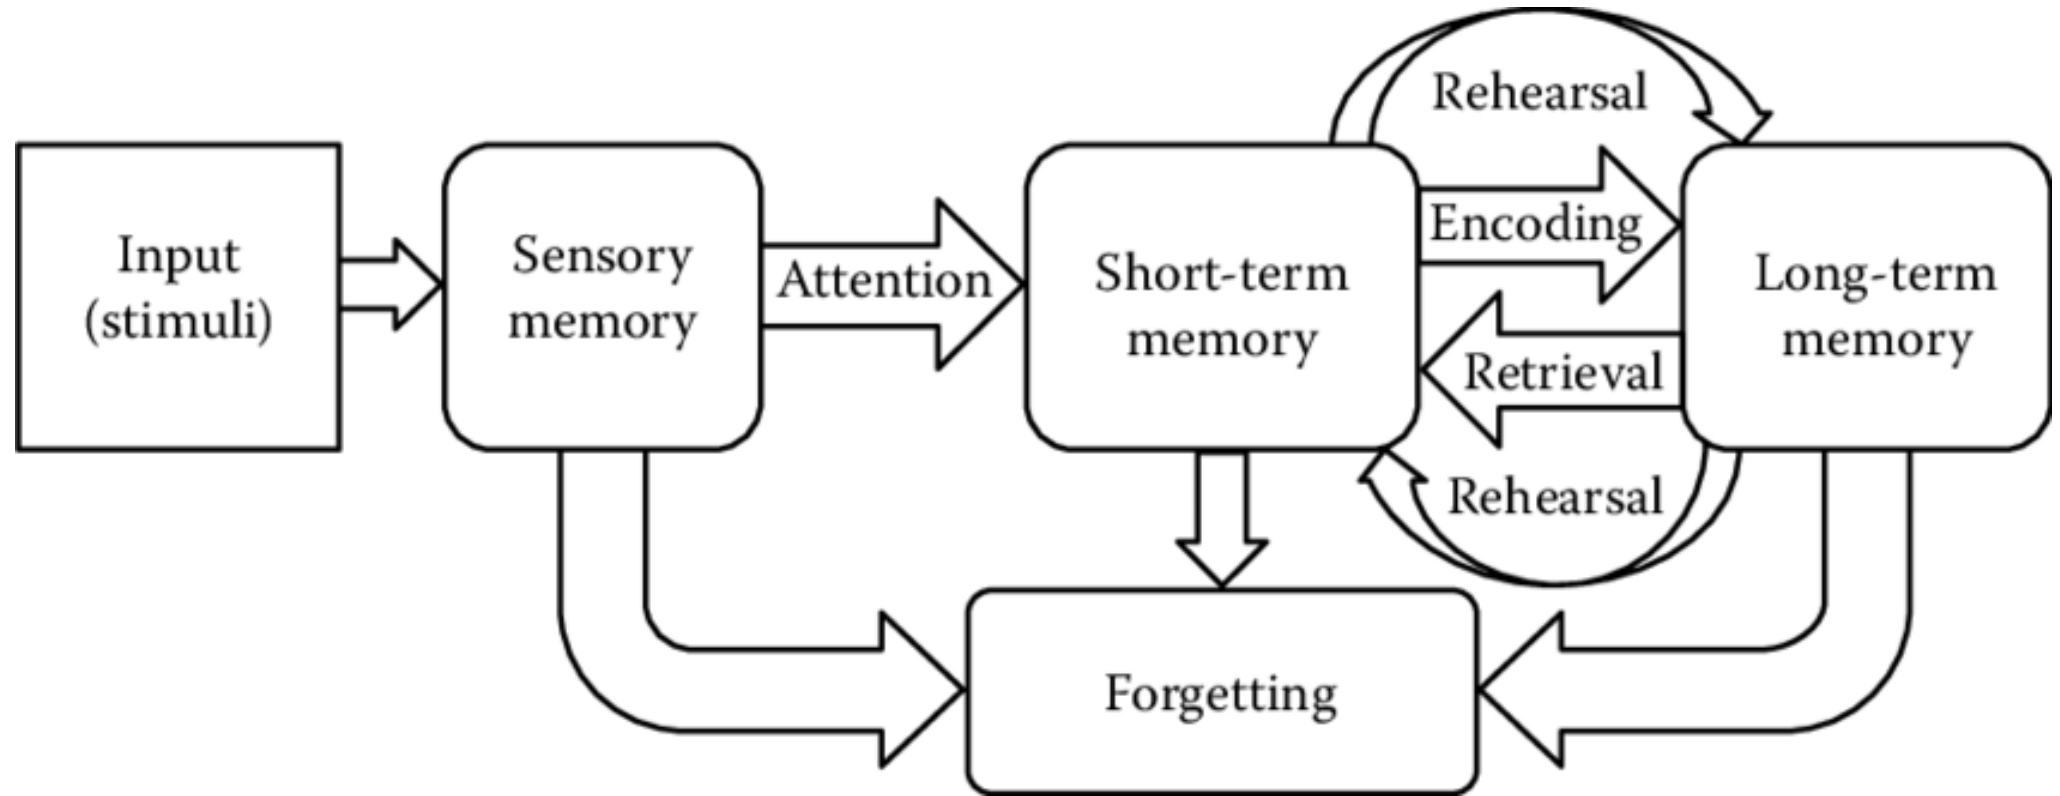 Input
(stimuli)
Sensory
memory
Attention
Short-term
memory
Rehearsal
Encoding
Retrieval
Rehearsal
Long-term
memory
Forgetting